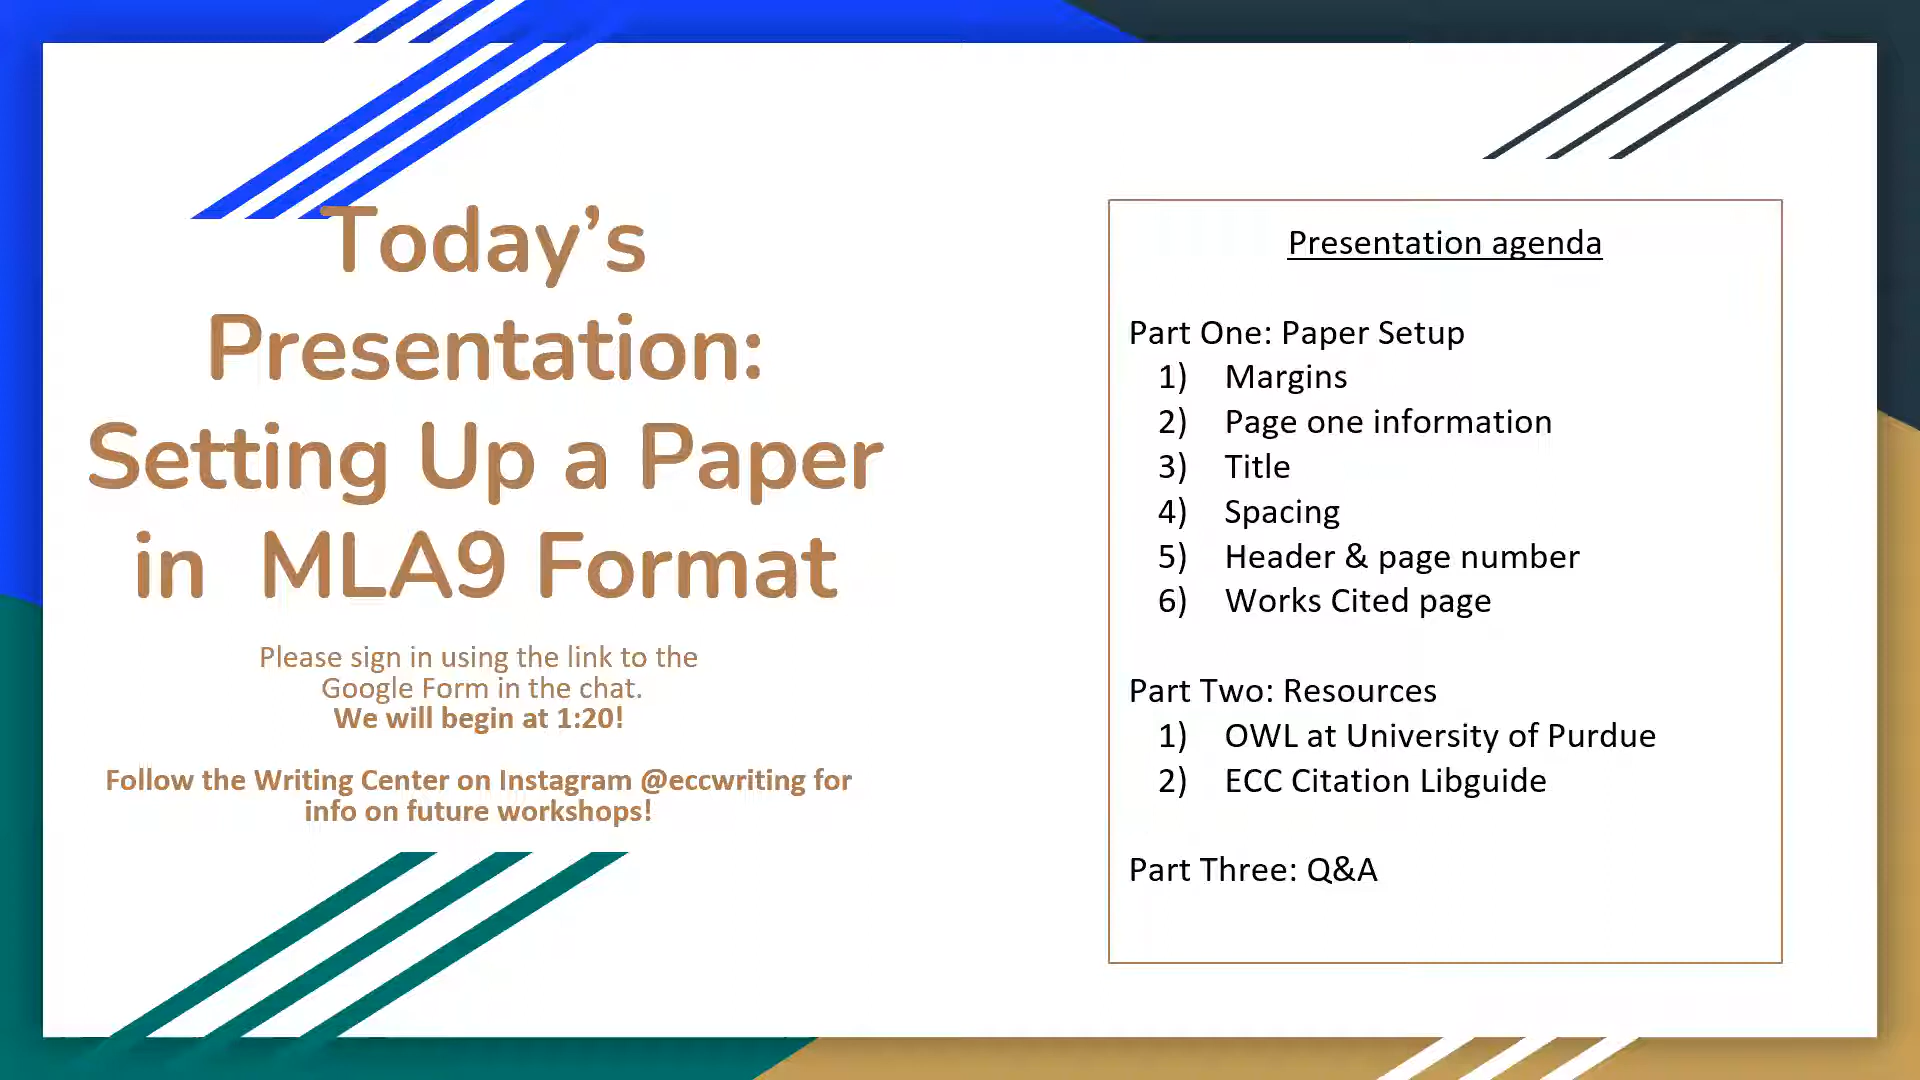 Today’s
Presentation:
Setting Up a Paper
in  MLA9 Format
Please sign in using the link to the
Google Form in the chat.
We will begin at 1:20!
Follow the Writing Center on Instagram @eccwriting for
info on future workshops!
Presentation agenda
Part One: Paper Setup
1) Margins
2) Page one information
3) Title
4) Spacing
5) Header & page number
6) Works Cited page
Part Two: Resources
1) OWL at University of Purdue
2) ECC Citation Libguide
Part Three: Q&A